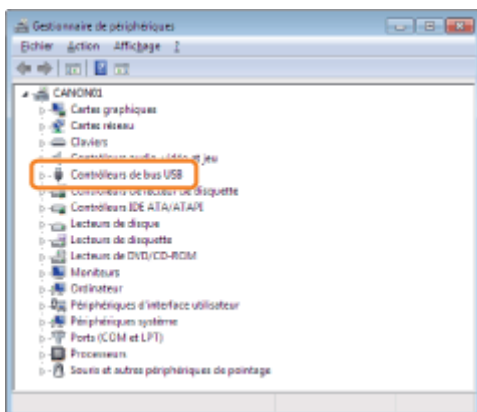 Gestionnaire de périphériques
Fichier Action Affichage ?
CANON01
Cartes graphiques
Cartes réseau
Claviers
Contrôleurs audio, vidéo et jeu
Contrôleurs de bus USB
Contrôleurs de lecteur de disquette
Contrôleurs IDE ATA/ATAPI
Lecteurs de disque
Lecteurs de disquette
Lecteurs de DVD/CD-ROM
Moniteurs
Ordinateur
Périphériques d'interface utilisateur
Périphériques système
Ports (COM et LPT)
Processeurs
Souris et autres périphériques de pointage